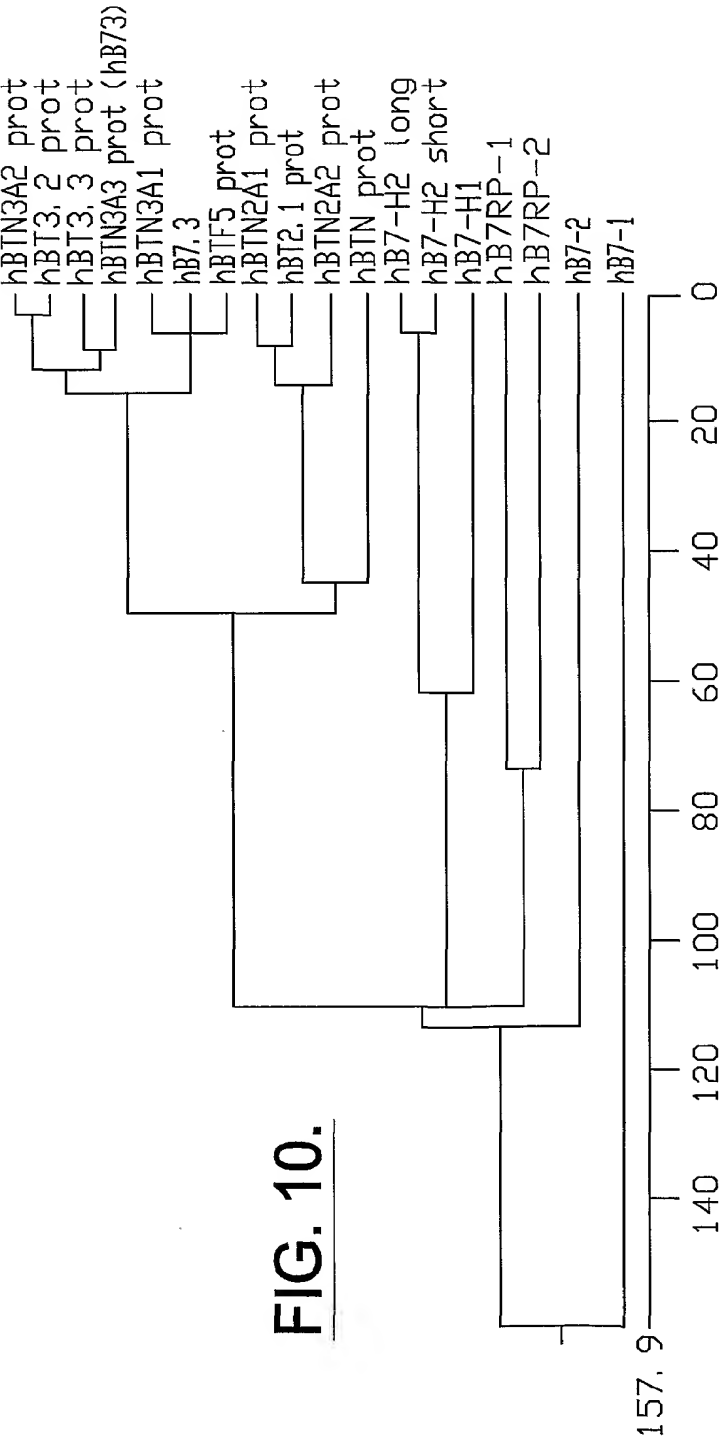 FIG. 10.
hBTN3A2 prot
hBT3.2 prot
hBT3.3 prot
hBTN3A3 prot (hB73)
hBTN3A1 prot
hB7.3
hBTF5 prot
hBTN2A1 prot
hBT2.1 prot
hBTN2A2 prot
hBTN prot
hB7-H2 long
hB7-H2 short
hB7-H1
hB7RP-1
hB7RP-2
hB7-2
hB7-1
157.9
140
120
100
80
60
40
20
0